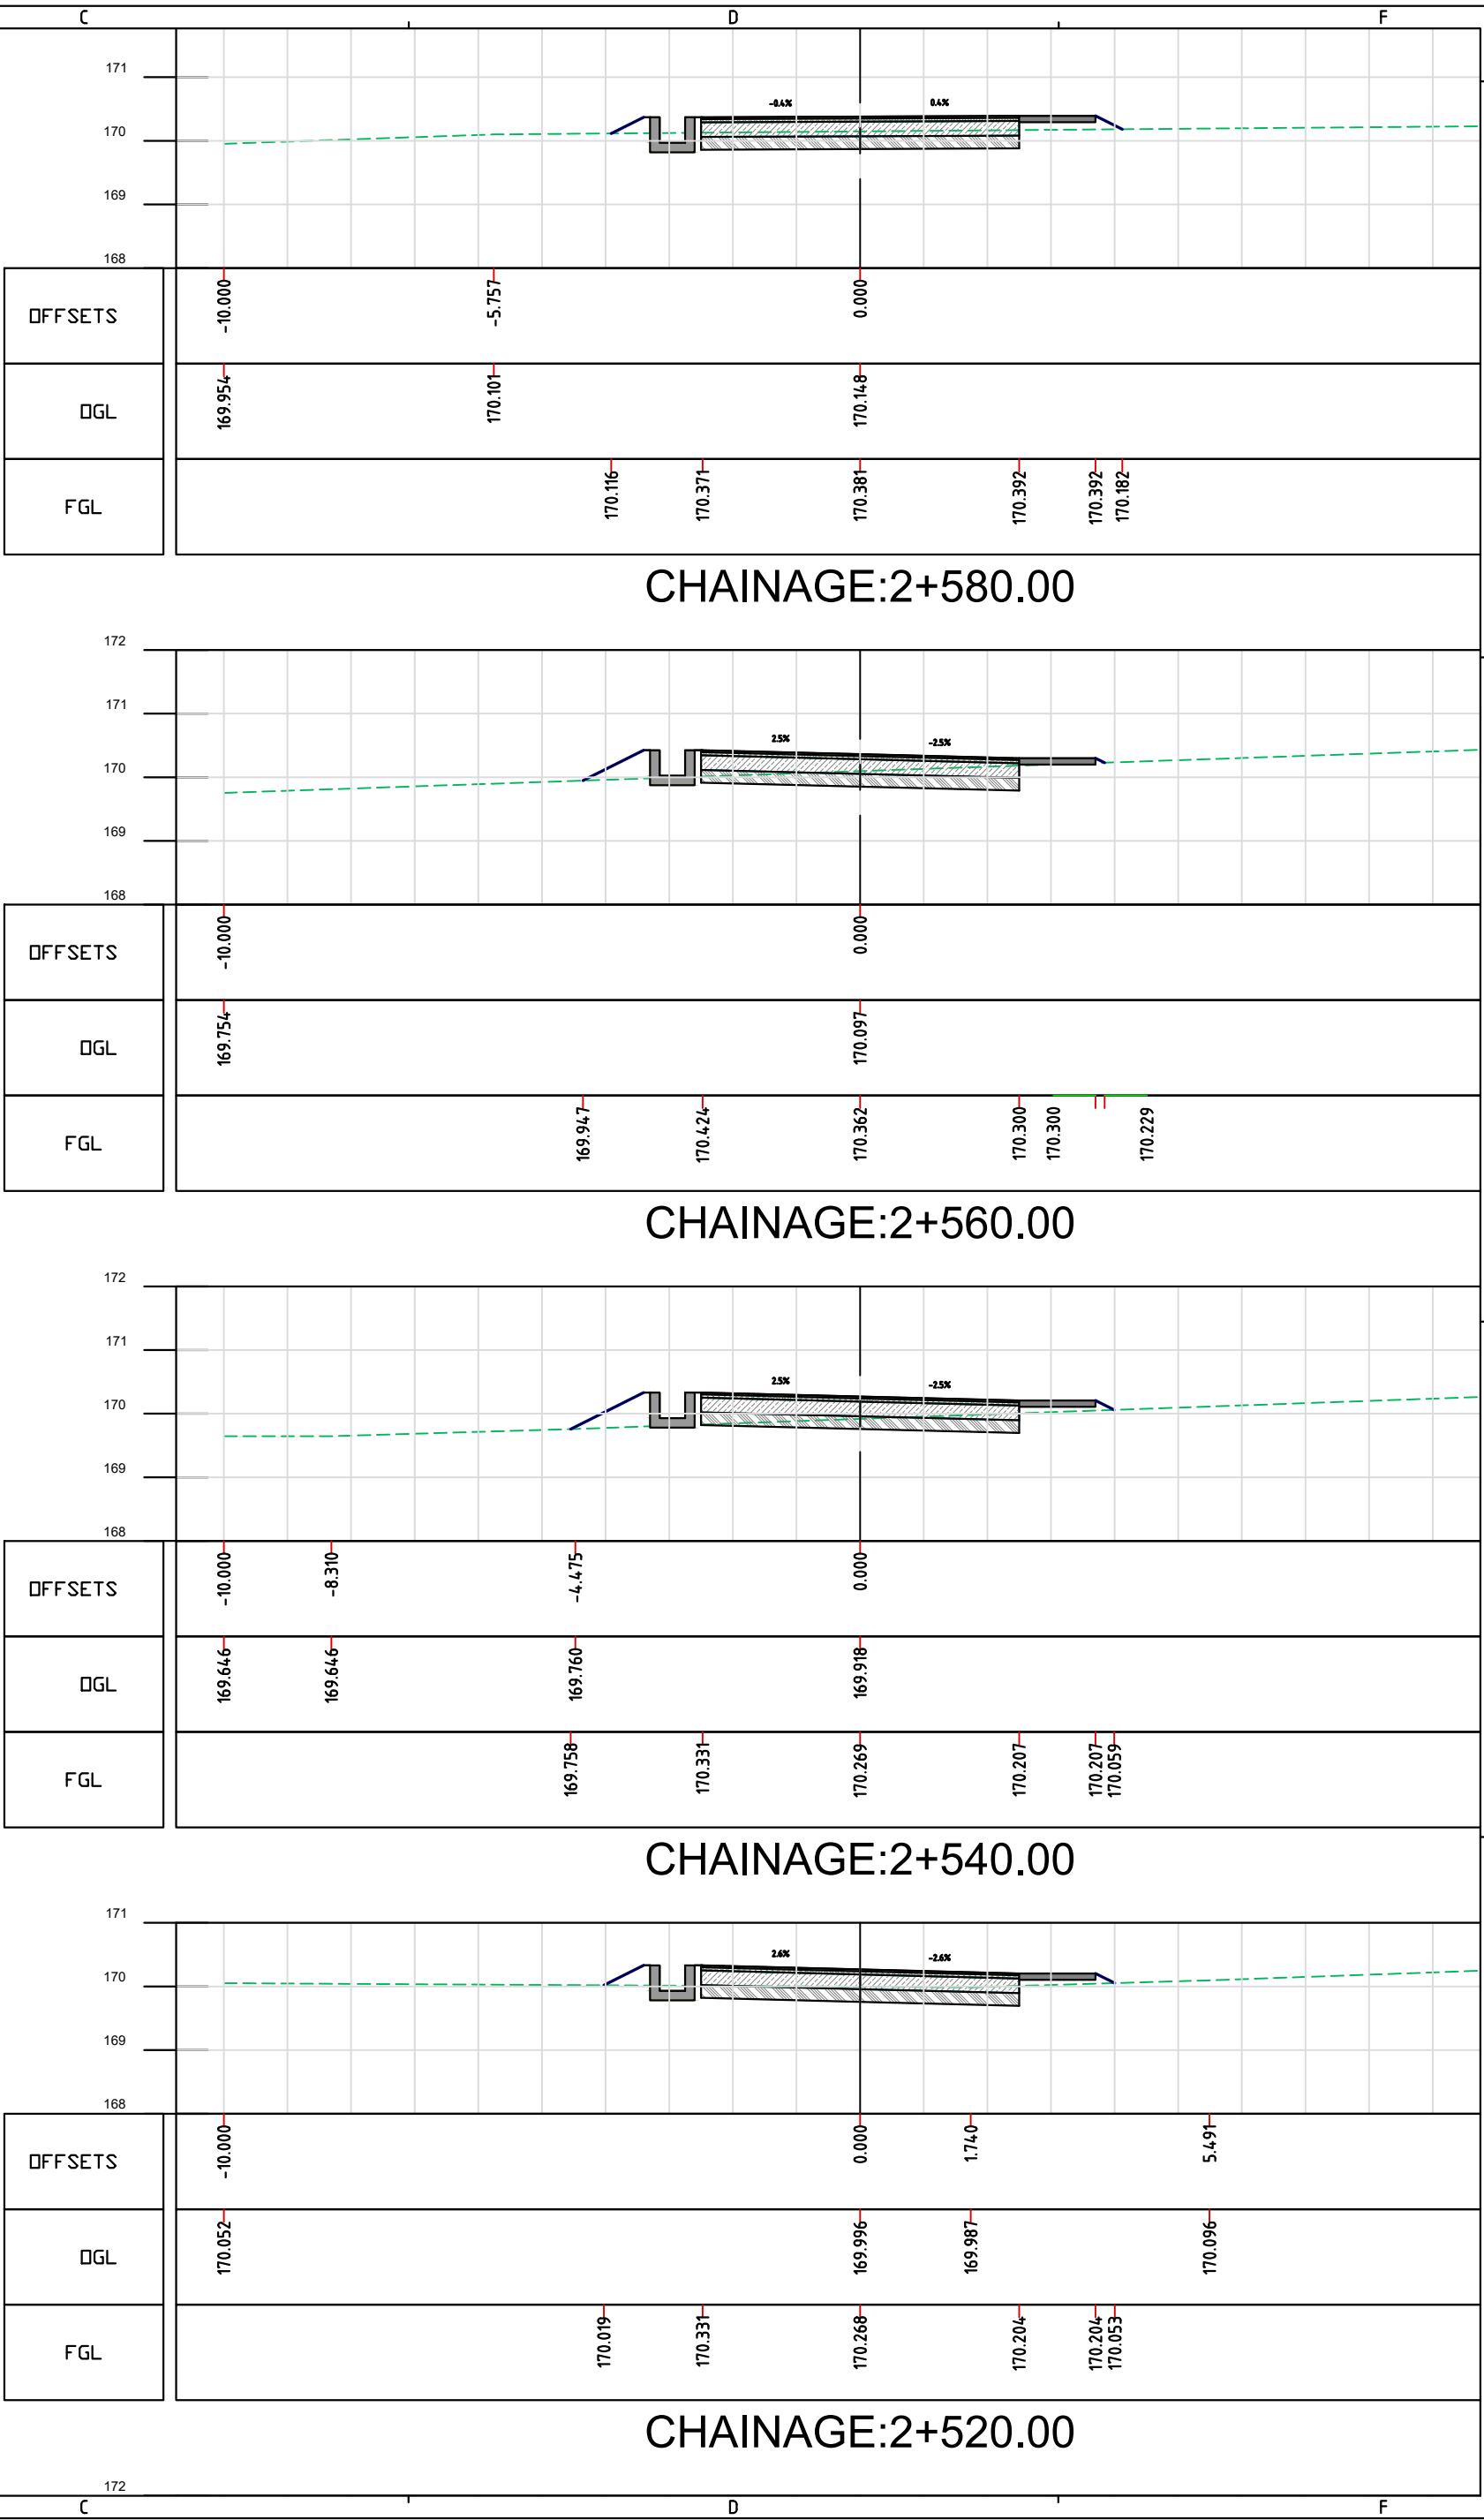 C D F
171
-0.4% 0.4%
170
169
168
OFFSETS -10.000 -5.757 0.000
OGL 169.954 170.101 170.148
FGL 170.116 170.371 170.381 170.392 170.392 170.182
CHAINAGE:2+580.00
172
171
2.5% -2.5%
170
169
168
OFFSETS -10.000 0.000
OGL 169.754 170.097
FGL 169.947 170.424 170.362 170.300 170.300 170.229
CHAINAGE:2+560.00
172
171
2.5% -2.5%
170
169
168
OFFSETS -10.000 -8.310 -4.475 0.000
OGL 169.646 169.646 169.760 169.918
FGL 169.758 170.331 170.269 170.207 170.207 170.059
CHAINAGE:2+540.00
171
2.6% -2.6%
170
169
168
OFFSETS -10.000 0.000 1.740 5.491
OGL 170.052 169.996 169.987 170.096
FGL 170.019 170.331 170.268 170.204 170.204 170.053
CHAINAGE:2+520.00
172
C D F